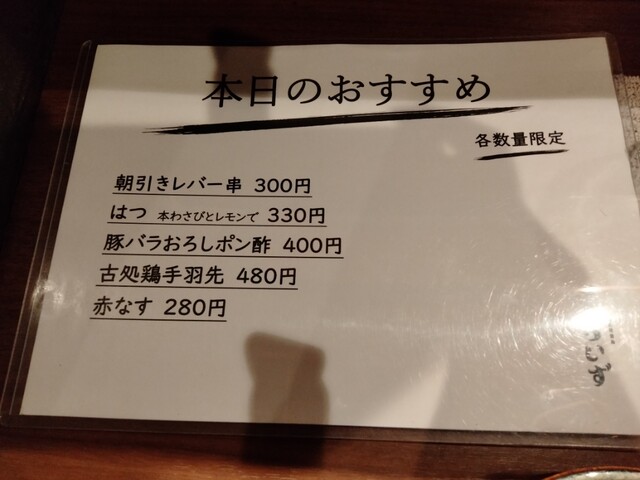 本日のおすすめ
各数量限定
朝引きレバー串 300円
はつ 本わさびとレモンで 330円
豚バラおろしポン酢 400円
古処鶏手羽先 480円
赤なす 280円